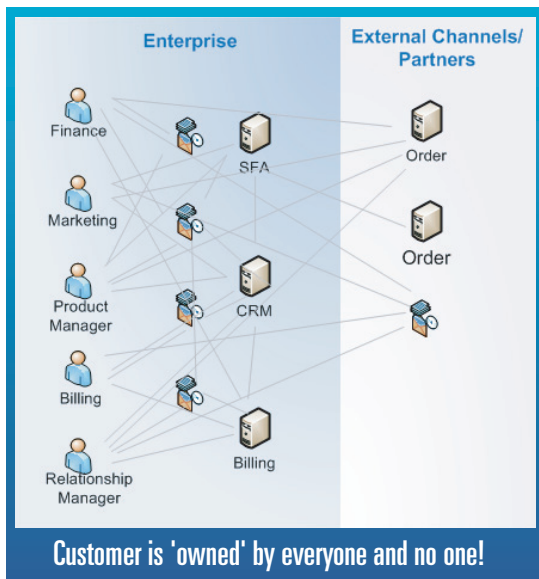 Enterprise
External Channels/
Partners
Finance
SFA
Order
Marketing
Order
Product
Manager
CRM
Billing
Billing
Relationship
Manager
Customer is 'owned' by everyone and no one!